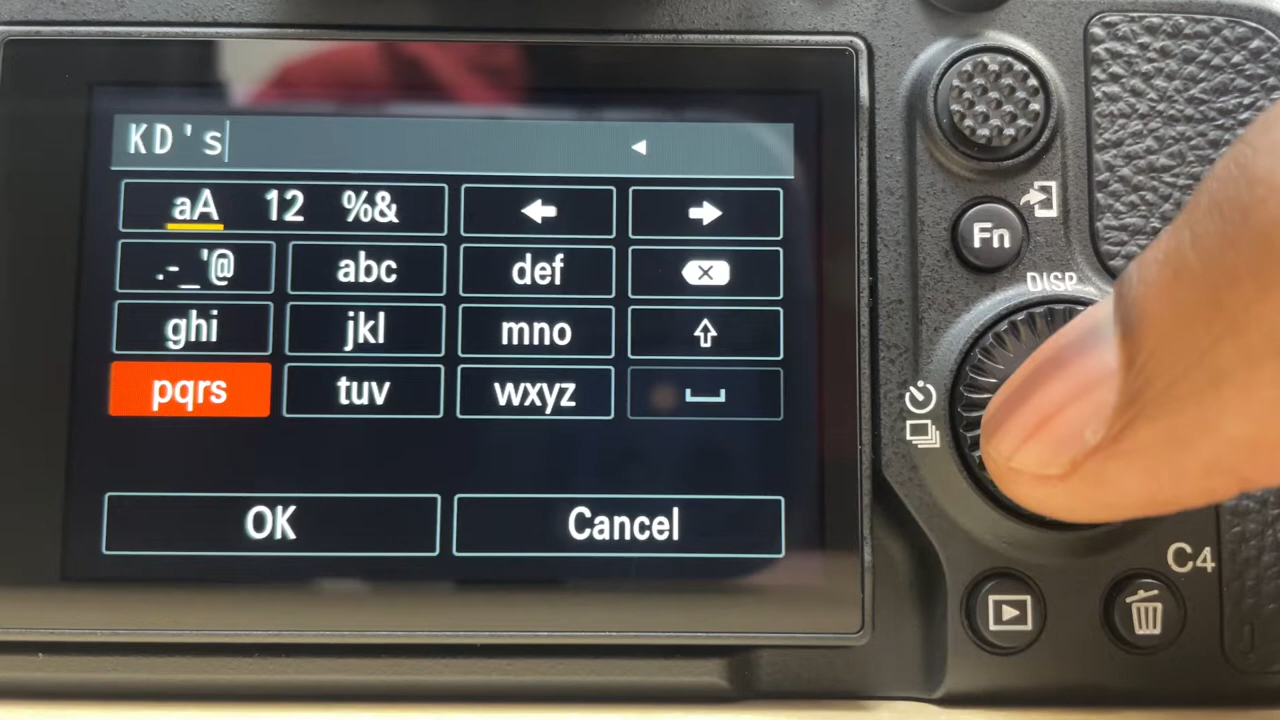 KD's
aA 12 %&
.-_'@ abc def
ghi jkl mno
pqrs tuv wxyz
OK Cancel
Fn
DISP
C4